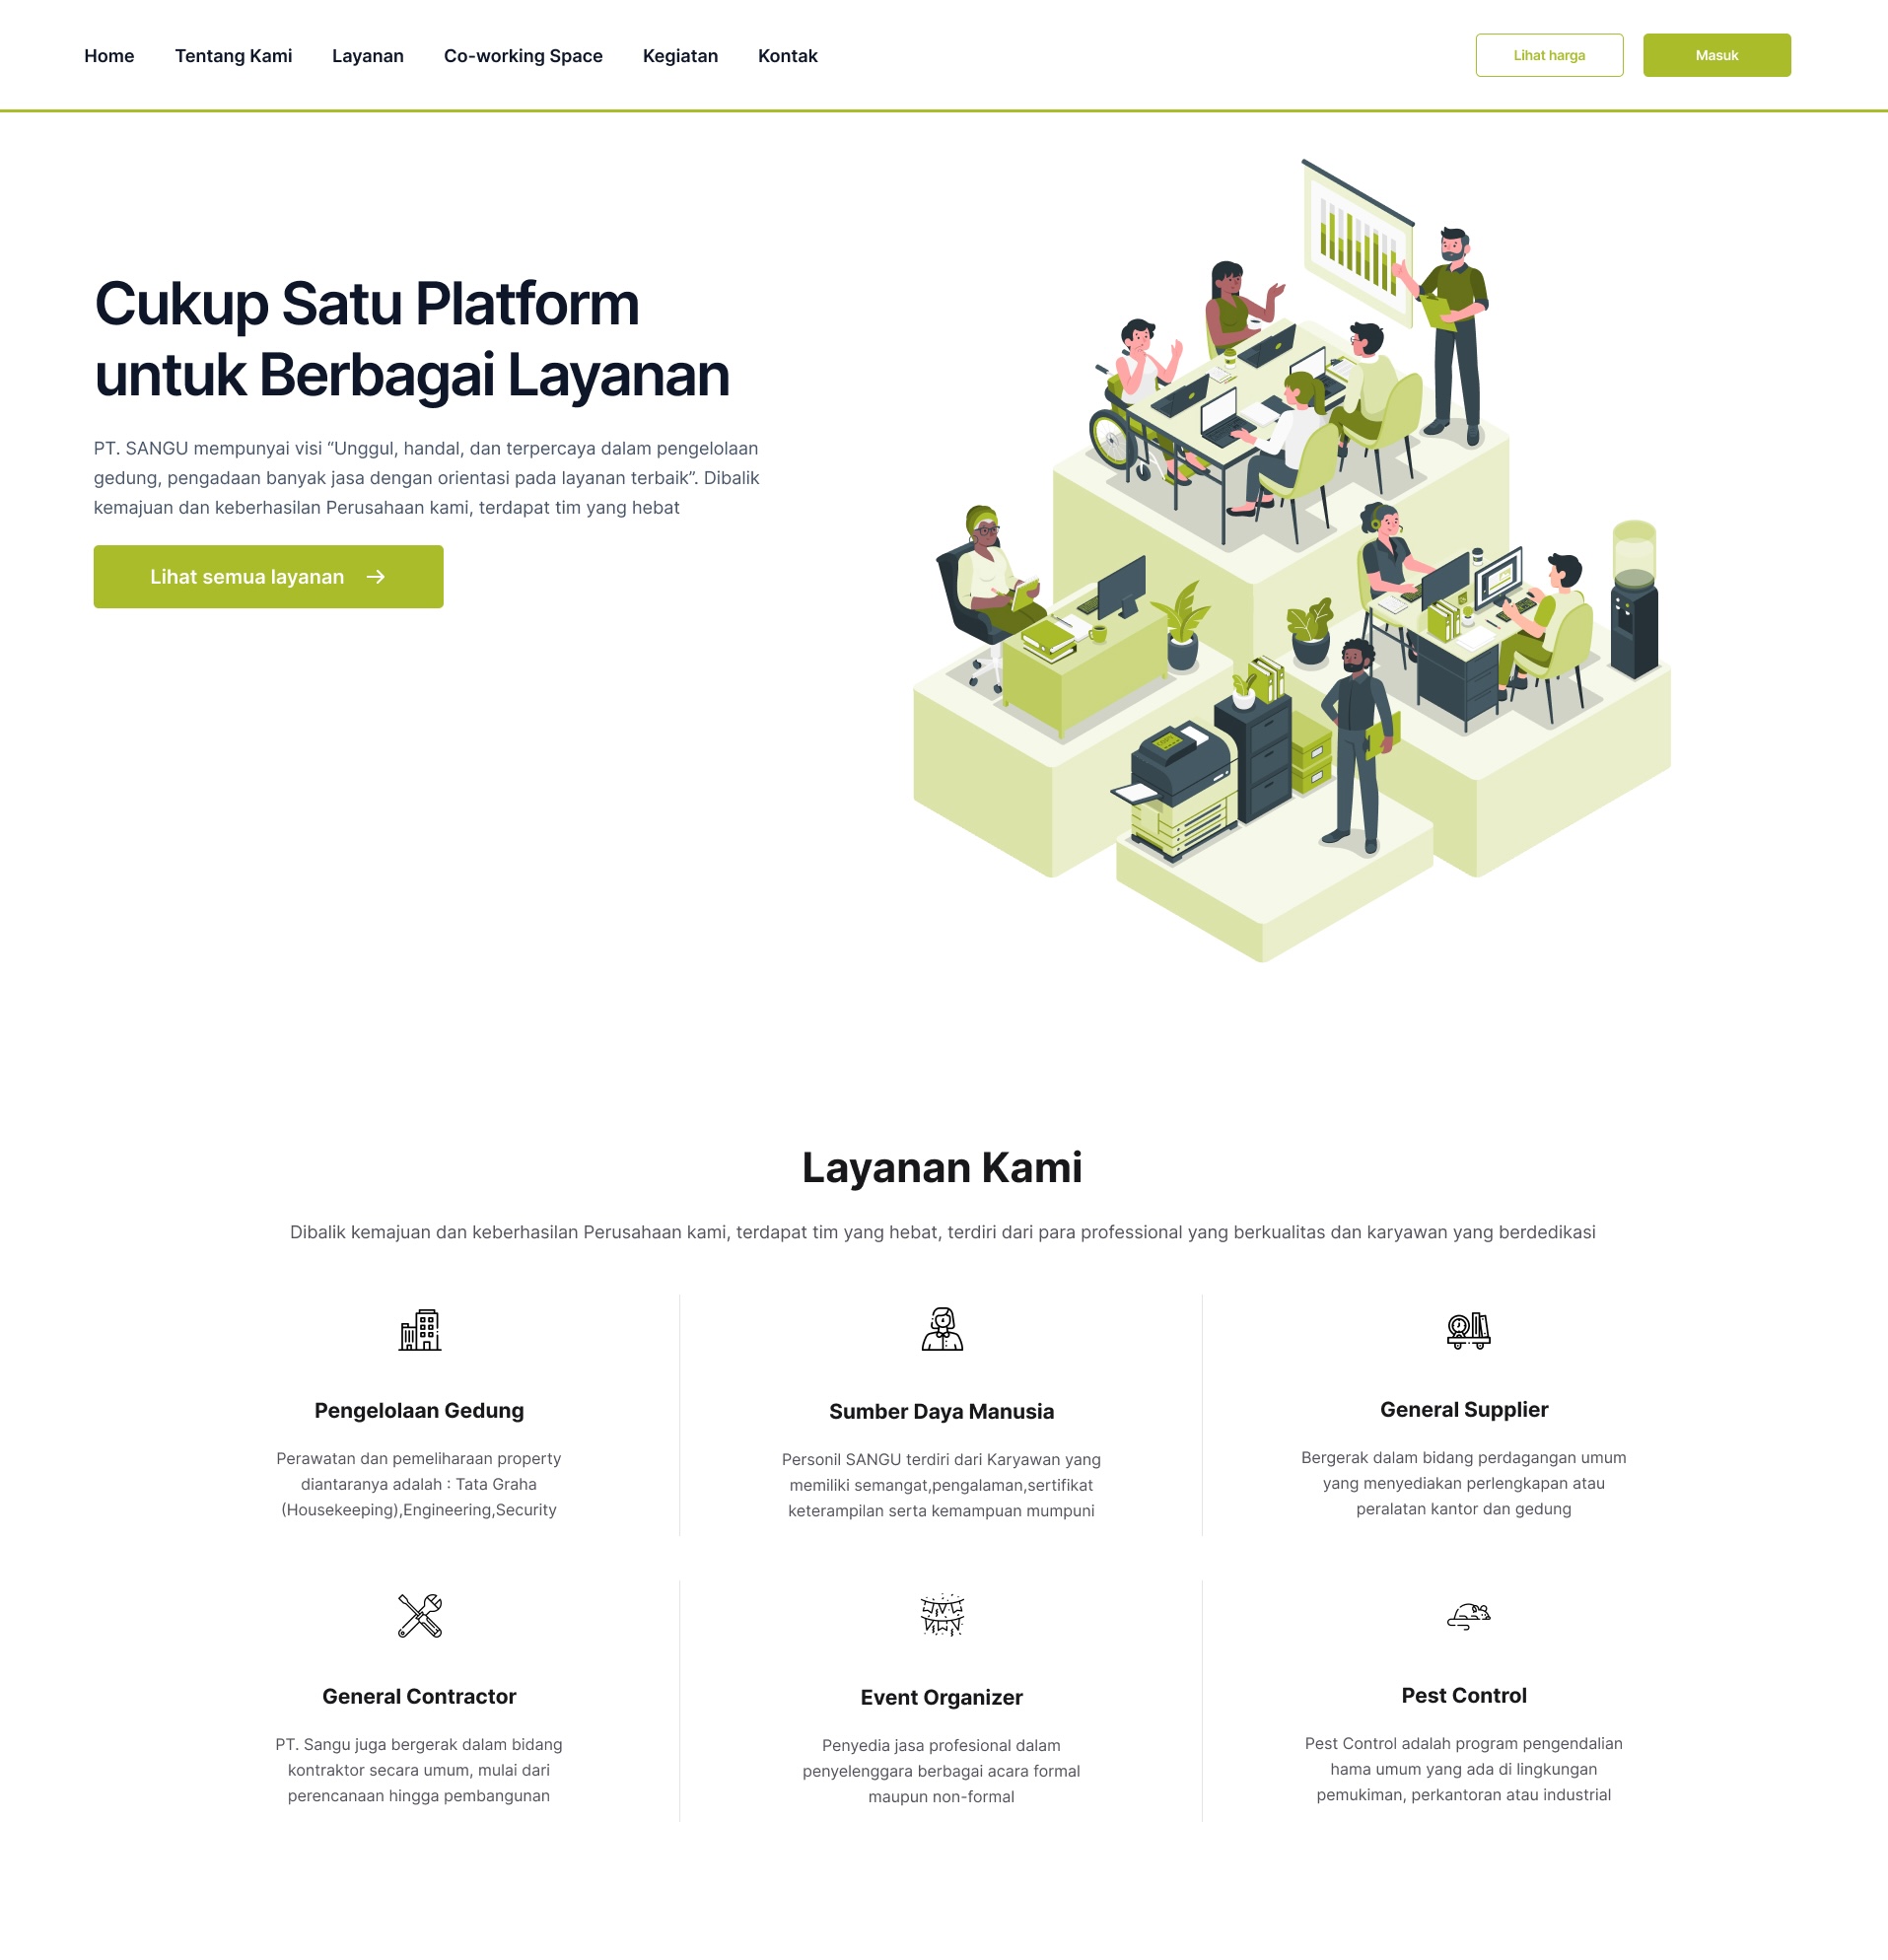 Home Tentang Kami Layanan Co-working Space Kegiatan Kontak Lihat harga Masuk
Cukup Satu Platform
untuk Berbagai Layanan
PT. SANGU mempunyai visi “Unggul, handal, dan terpercaya dalam pengelolaan
gedung, pengadaan banyak jasa dengan orientasi pada layanan terbaik”. Dibalik
kemajuan dan keberhasilan Perusahaan kami, terdapat tim yang hebat
Lihat semua layanan →
Layanan Kami
Dibalik kemajuan dan keberhasilan Perusahaan kami, terdapat tim yang hebat, terdiri dari para professional yang berkualitas dan karyawan yang berdedikasi
Pengelolaan Gedung
Perawatan dan pemeliharaan property
diantaranya adalah : Tata Graha
(Housekeeping),Engineering,Security
Sumber Daya Manusia
Personil SANGU terdiri dari Karyawan yang
memiliki semangat,pengalaman,sertifikat
keterampilan serta kemampuan mumpuni
General Supplier
Bergerak dalam bidang perdagangan umum
yang menyediakan perlengkapan atau
peralatan kantor dan gedung
General Contractor
PT. Sangu juga bergerak dalam bidang
kontraktor secara umum, mulai dari
perencanaan hingga pembangunan
Event Organizer
Penyedia jasa profesional dalam
penyelenggara berbagai acara formal
maupun non-formal
Pest Control
Pest Control adalah program pengendalian
hama umum yang ada di lingkungan
pemukiman, perkantoran atau industrial